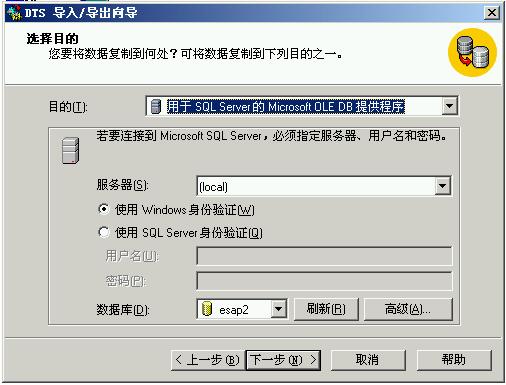 DTS 导入/导出向导
选择目的
您要将数据复制到何处？可将数据复制到下列目的之一。
目的(T):
用于 SQL Server 的 Microsoft OLE DB 提供程序
若要连接到 Microsoft SQL Server，必须指定服务器、用户名和密码。
服务器(S):
(local)
使用 Windows 身份验证(W)
使用 SQL Server 身份验证(Q)
用户名(U):
密码(P):
数据库(D):
esap2
刷新(R)
高级(A)...
< 上一步(B)
下一步(N) >
取消
帮助